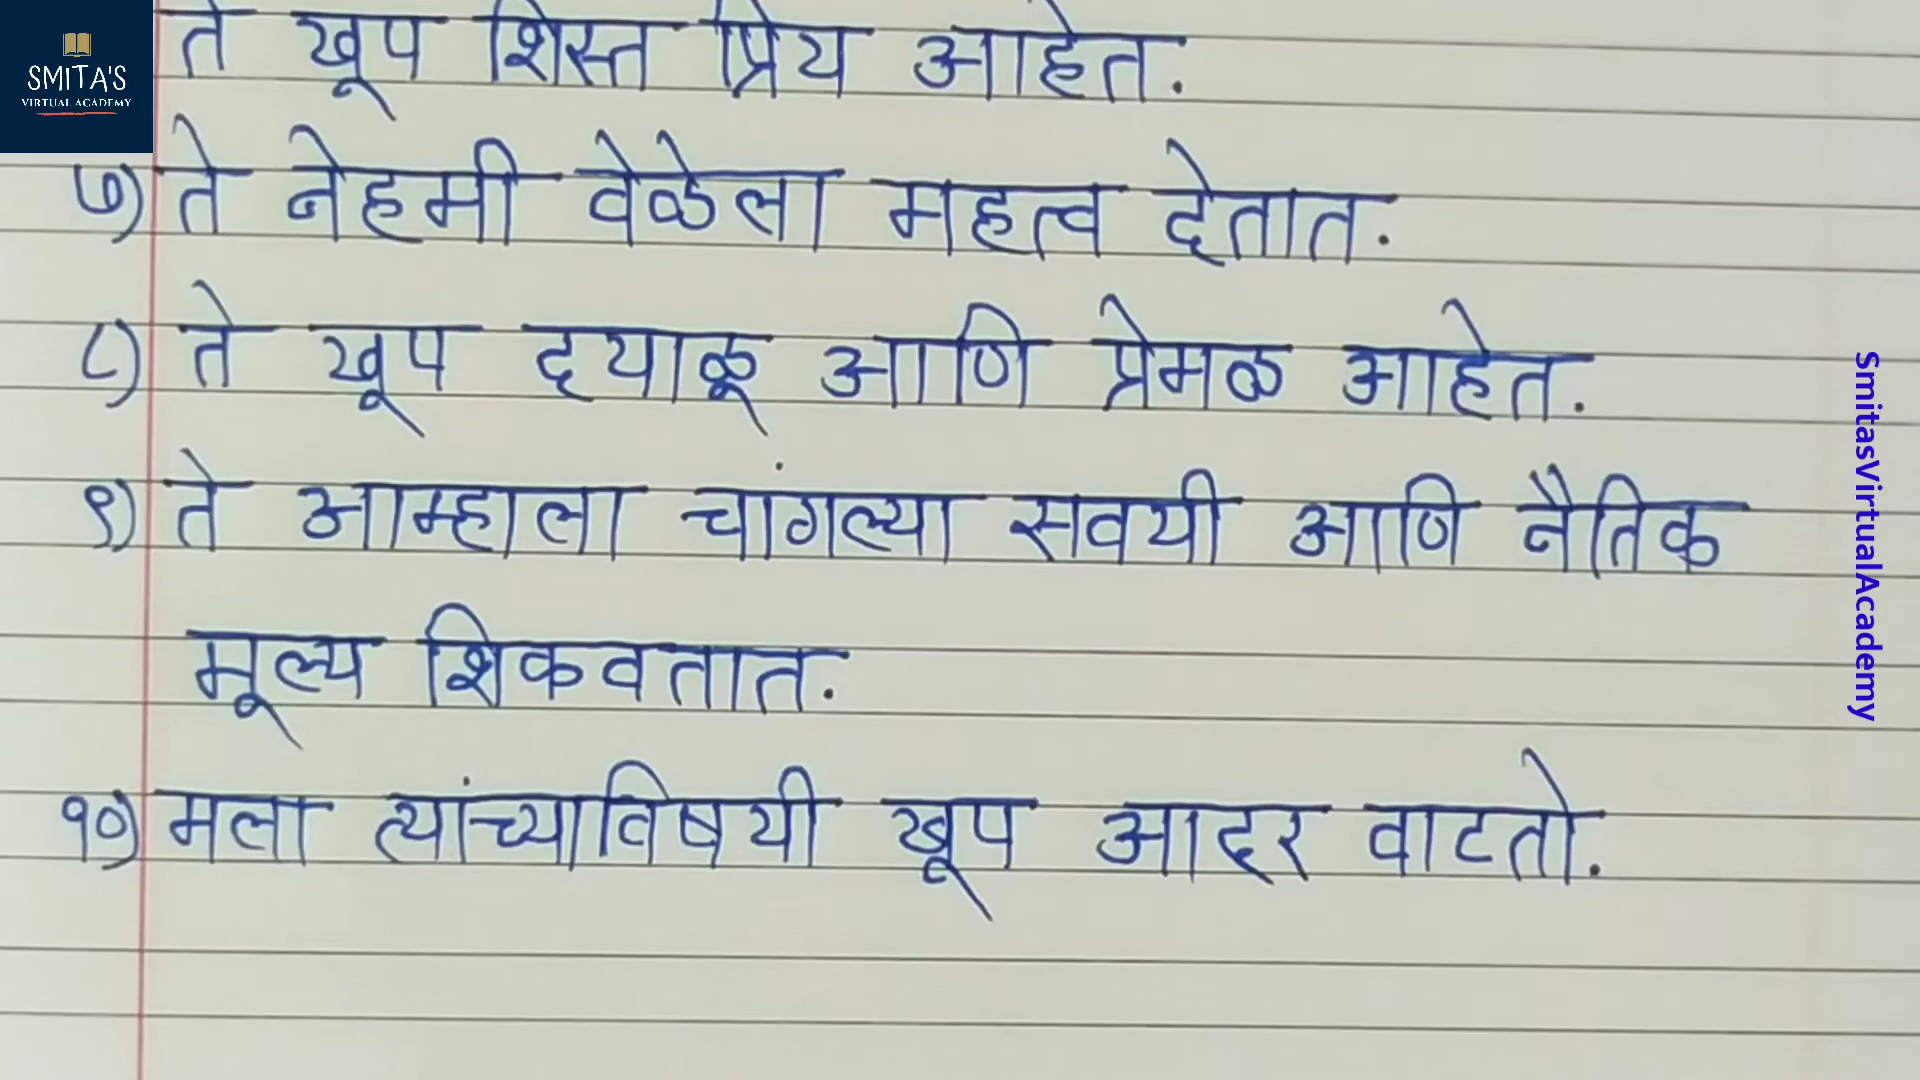 SMITA'S
VIRTUAL ACADEMY
ते खूप शिस्त प्रिय आहेत.
७) ते नेहमी वेळेला महत्व देतात.
८) ते खूप दयाळू आणि प्रेमळ आहेत.
९) ते आम्हाला चांगल्या सवयी आणि नैतिक
मूल्य शिकवतात.
१०) मला त्यांच्याविषयी खूप आदर वाटतो.
SmitasVirtualAcademy